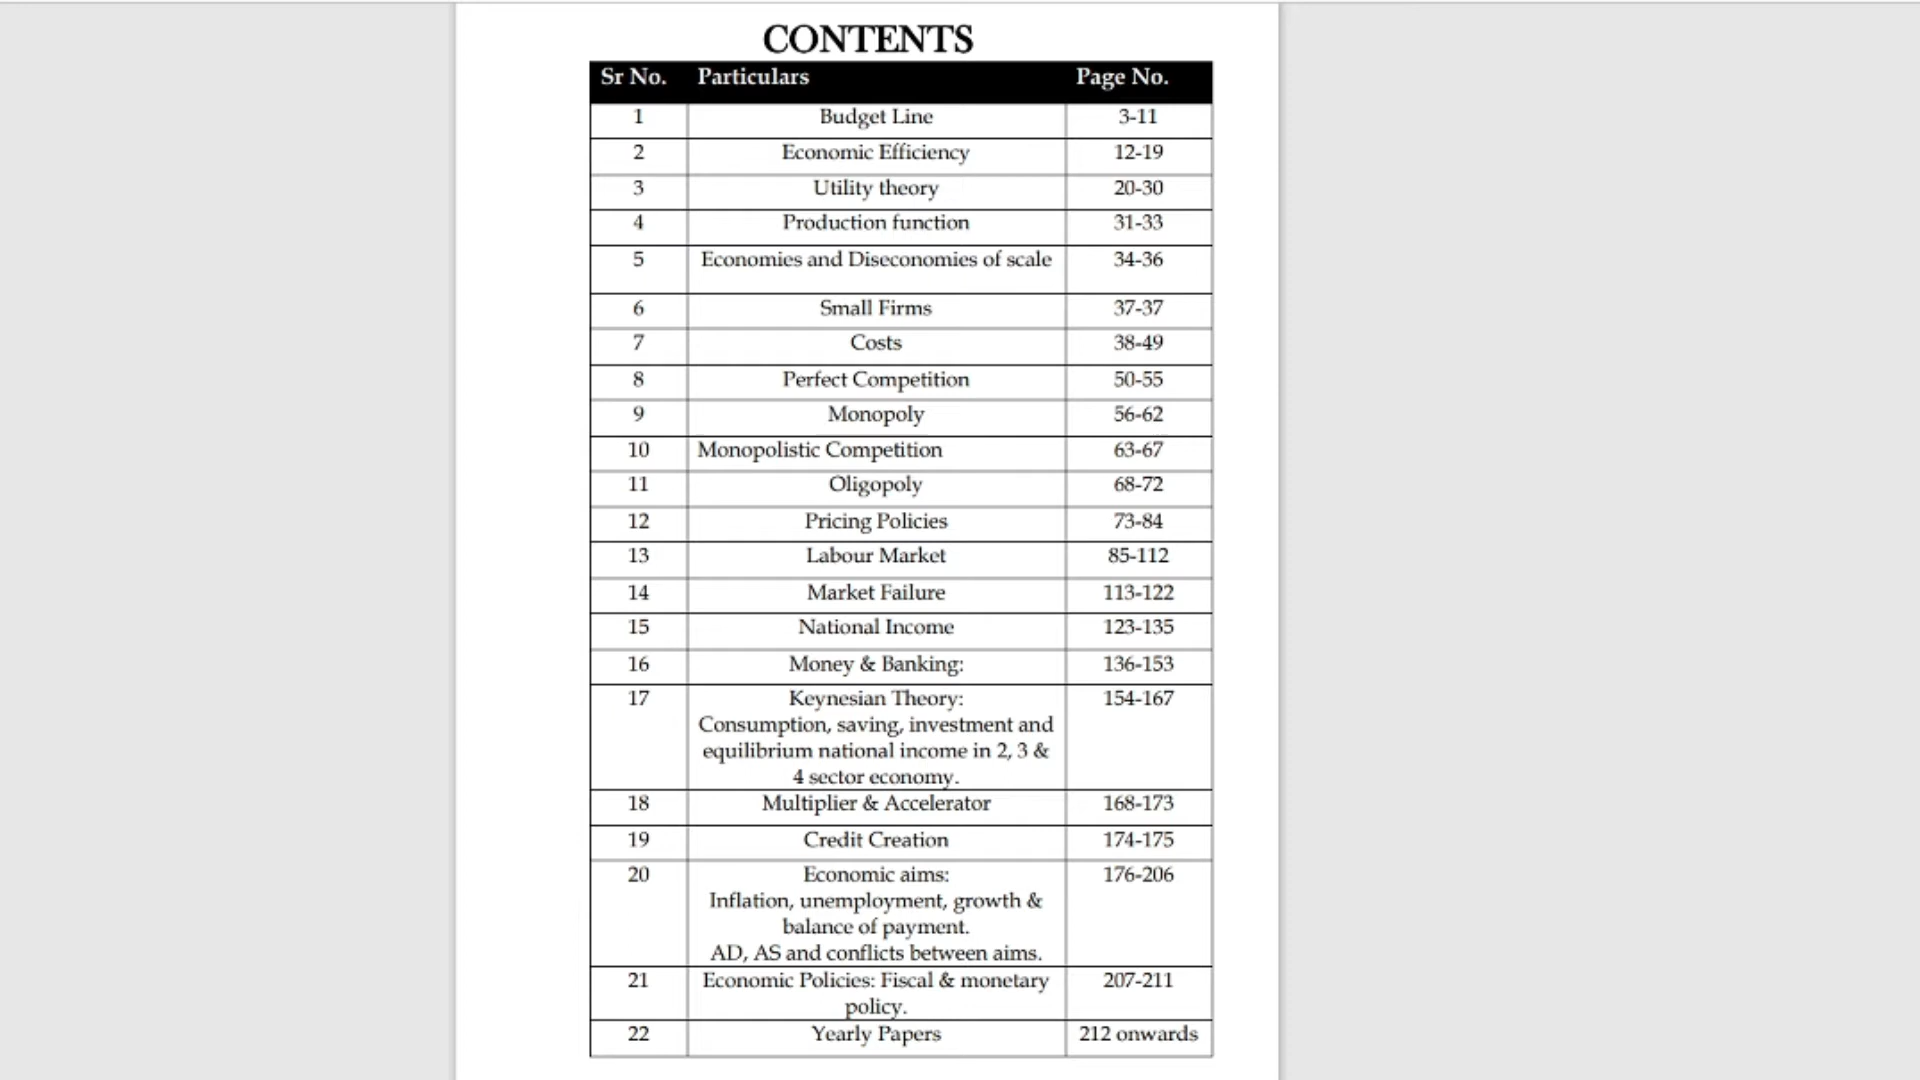 CONTENTS
Sr No. Particulars Page No.
1 Budget Line 3-11
2 Economic Efficiency 12-19
3 Utility theory 20-30
4 Production function 31-33
5 Economies and Diseconomies of scale 34-36
6 Small Firms 37-37
7 Costs 38-49
8 Perfect Competition 50-55
9 Monopoly 56-62
10 Monopolistic Competition 63-67
11 Oligopoly 68-72
12 Pricing Policies 73-84
13 Labour Market 85-112
14 Market Failure 113-122
15 National Income 123-135
16 Money & Banking: 136-153
17 Keynesian Theory: 154-167
Consumption, saving, investment and
equilibrium national income in 2, 3 &
4 sector economy.
18 Multiplier & Accelerator 168-173
19 Credit Creation 174-175
20 Economic aims: 176-206
Inflation, unemployment, growth &
balance of payment.
AD, AS and conflicts between aims.
21 Economic Policies: Fiscal & monetary 207-211
policy.
22 Yearly Papers 212 onwards